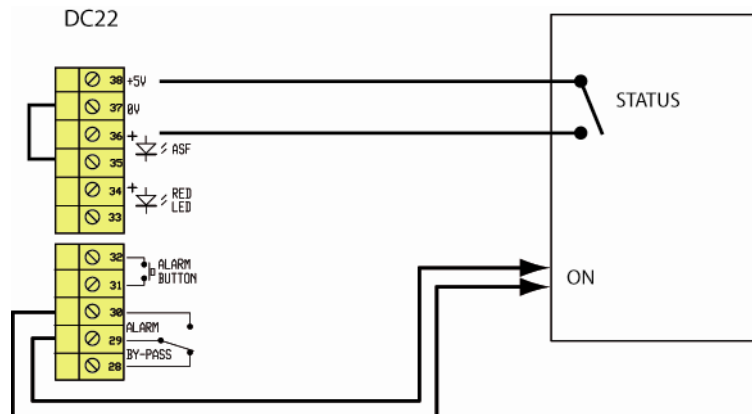 DC22
38 +5V
37 0V
36 +
ASF
35
34 +
RED
LED
33
32
ALARM
BUTTON
31
30
ALARM
29
BY-PASS
28
STATUS
ON